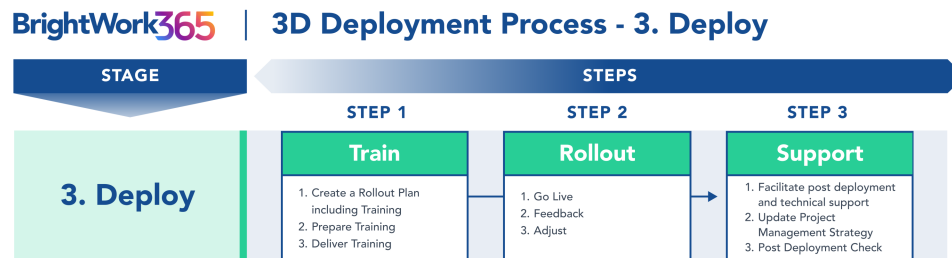 BrightWork365 | 3D Deployment Process - 3. Deploy
STAGE
STEPS
STEP 1
STEP 2
STEP 3
3. Deploy
Train
1. Create a Rollout Plan
including Training
2. Prepare Training
3. Deliver Training
Rollout
1. Go Live
2. Feedback
3. Adjust
Support
1. Facilitate post deployment
and technical support
2. Update Project
Management Strategy
3. Post Deployment Check